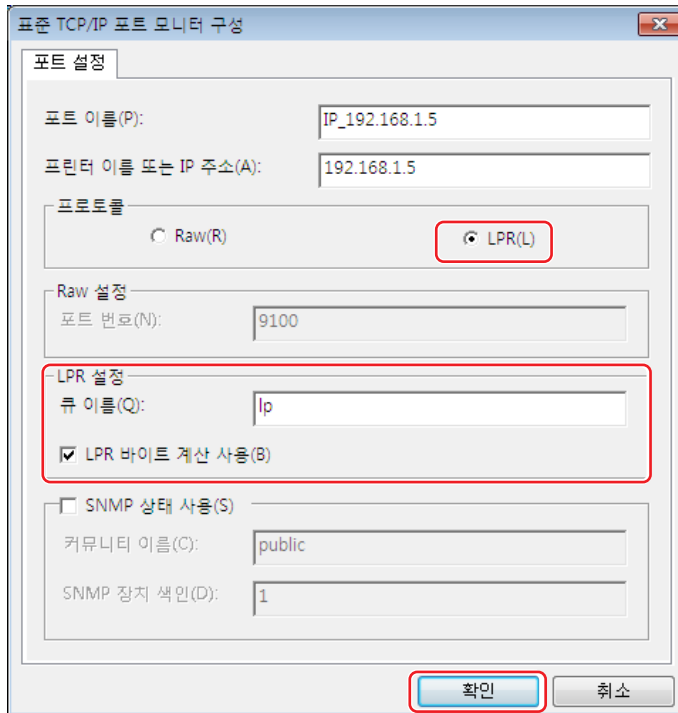 표준 TCP/IP 포트 모니터 구성
포트 설정
포트 이름(P): IP_192.168.1.5
프린터 이름 또는 IP 주소(A): 192.168.1.5
프로토콜
Raw(R) LPR(L)
Raw 설정
포트 번호(N): 9100
LPR 설정
큐 이름(Q): lp
LPR 바이트 계산 사용(B)
SNMP 상태 사용(S)
커뮤니티 이름(C): public
SNMP 장치 색인(D): 1
확인 취소